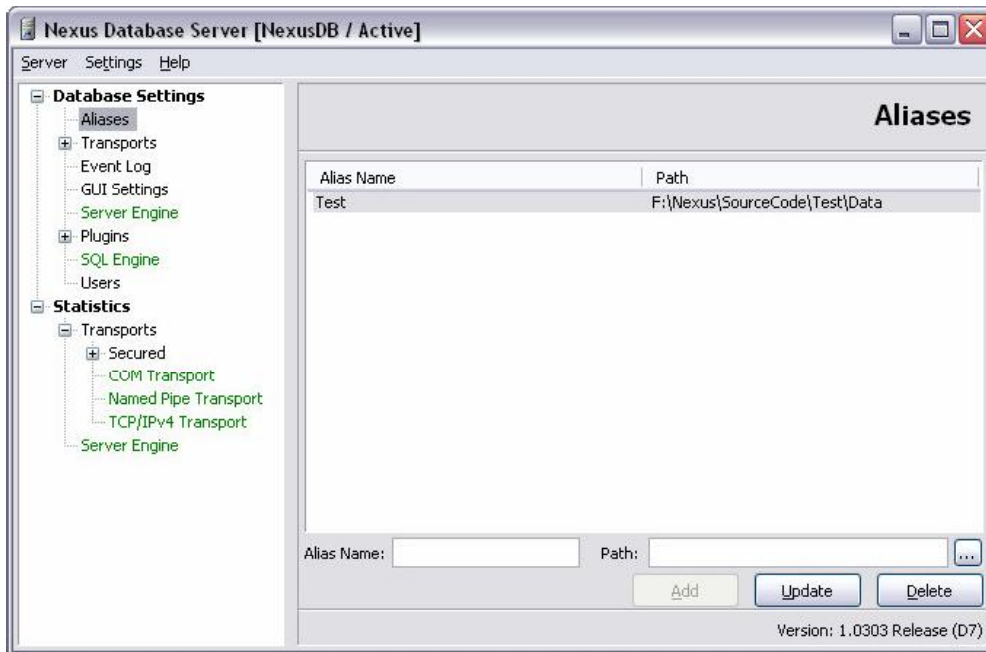 Nexus Database Server [NexusDB / Active]
Server Settings Help
Database Settings
Aliases
Transports
Event Log
GUI Settings
Server Engine
Plugins
SQL Engine
Users
Statistics
Transports
Secured
COM Transport
Named Pipe Transport
TCP/IPv4 Transport
Server Engine
Aliases
Alias Name Path
Test F:\Nexus\SourceCode\Test\Data
Alias Name: Path: ...
Add Update Delete
Version: 1.0303 Release (D7)